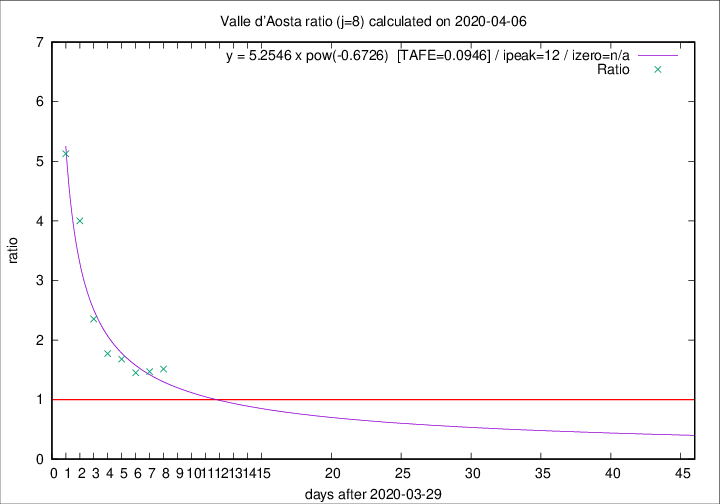 Valle d'Aosta ratio (j=8) calculated on 2020-04-06
y = 5.2546 x pow(-0.6726)  [TAFE=0.0946] / ipeak=12 / izero=n/a
Ratio
7
6
5
4
3
2
1
0
ratio
0 1 2 3 4 5 6 7 8 9 10 11 12 13 14 15 20 25 30 35 40 45
days after 2020-03-29